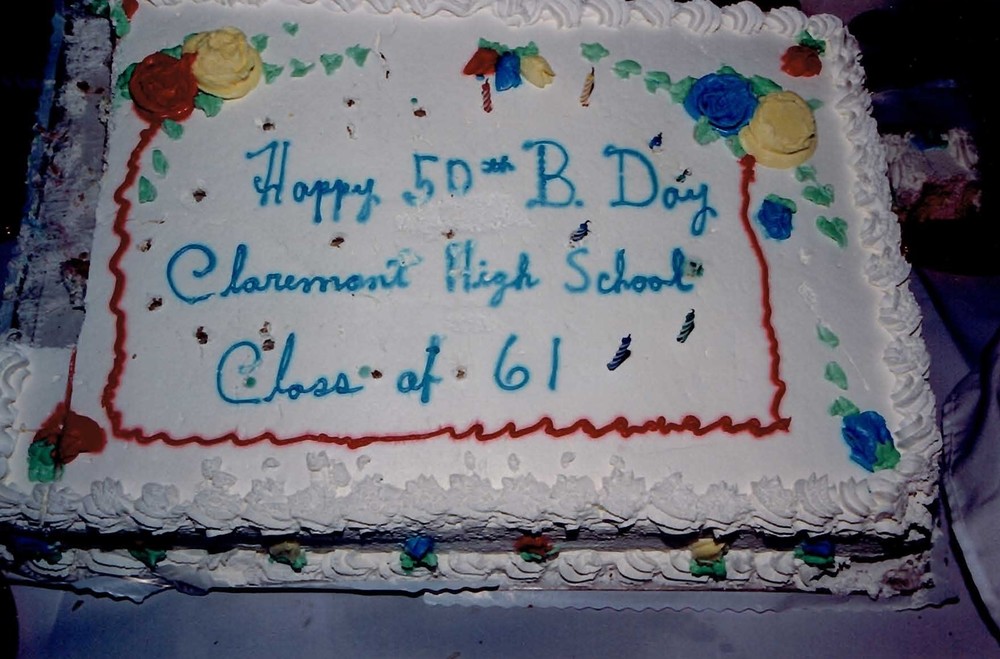 Happy 50th B. Day
Claremont High School
Class of 61